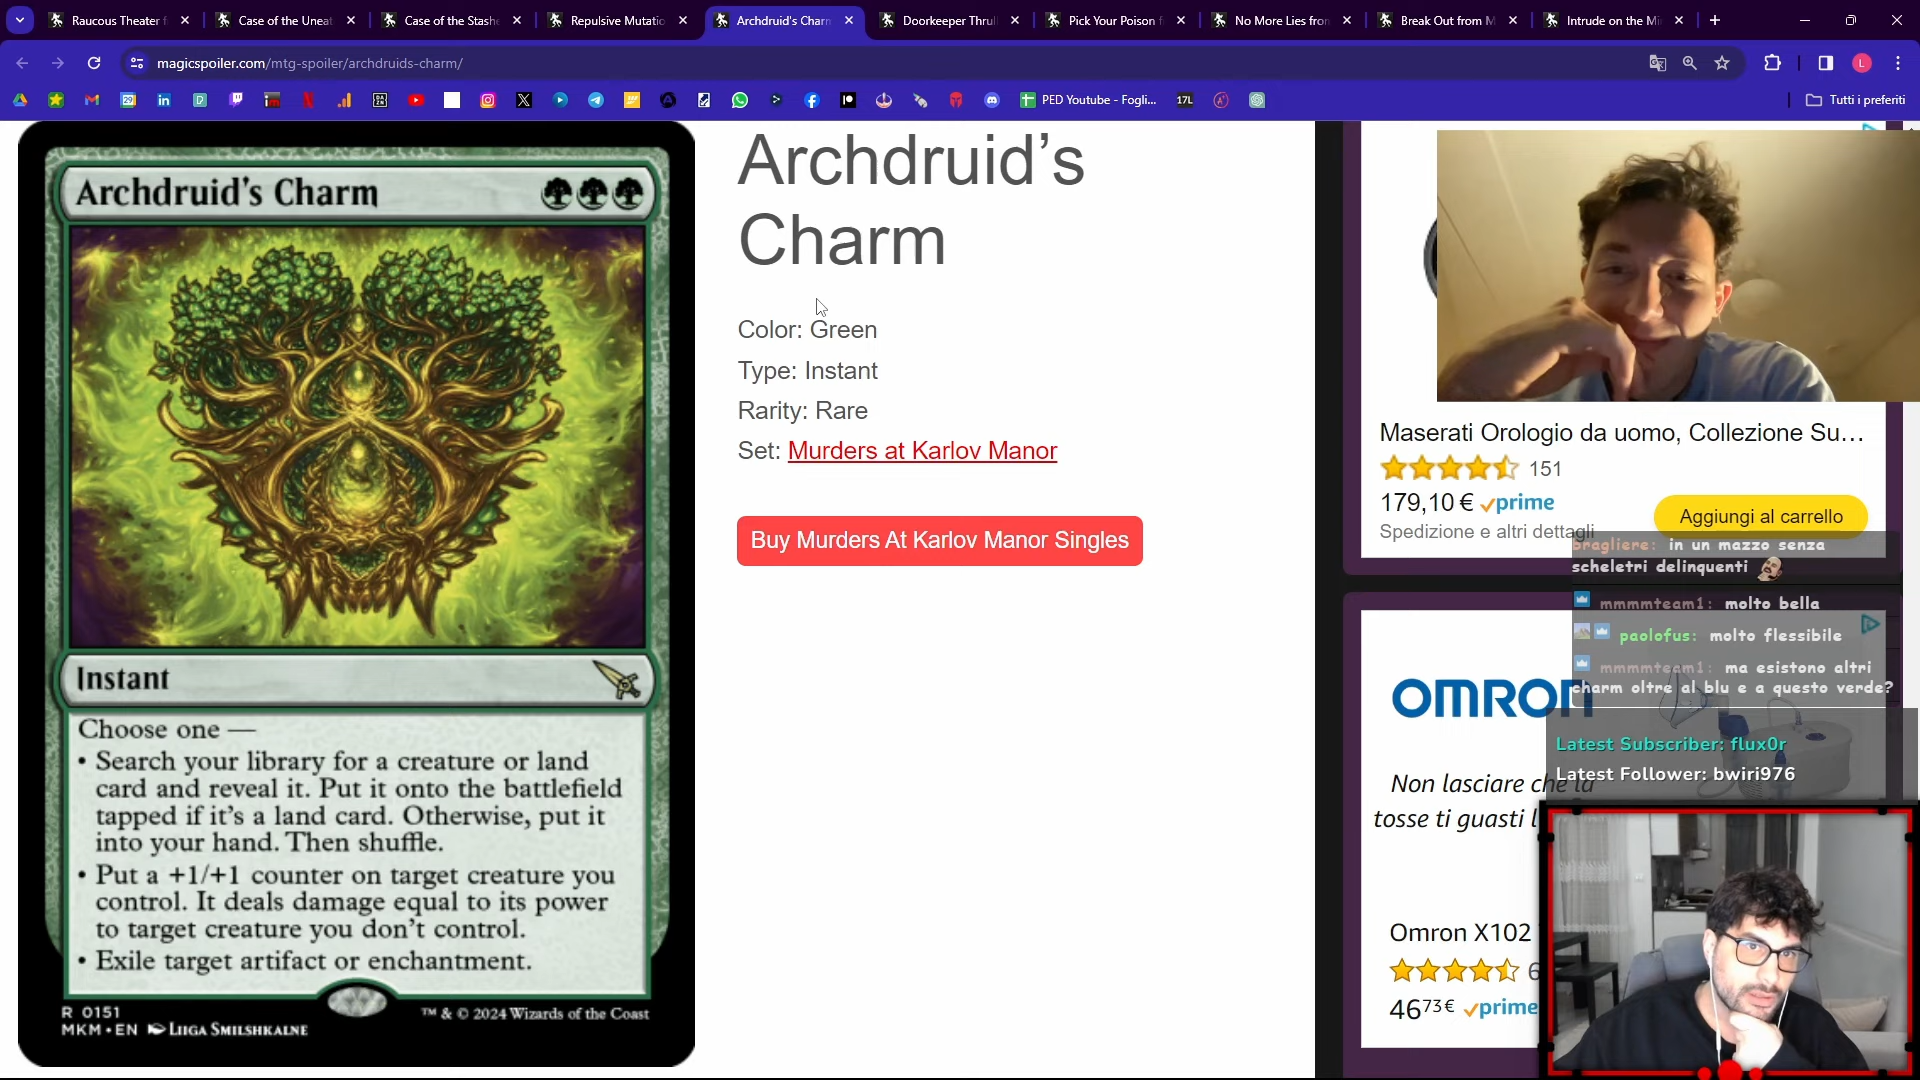 Raucous Theater f
Case of the Uneat
Case of the Stashe
Repulsive Mutatio
Archdruid's Charm
Doorkeeper Thrull
Pick Your Poison f
No More Lies from
Break Out from M
Intrude on the Mi
magicspoiler.com/mtg-spoiler/archdruids-charm/
L
PED Youtube - Fogli...
17L
Tutti i preferiti
Archdruid's Charm
Instant
Choose one —
• Search your library for a creature or land
card and reveal it. Put it onto the battlefield
tapped if it's a land card. Otherwise, put it
into your hand. Then shuffle.
• Put a +1/+1 counter on target creature you
control. It deals damage equal to its power
to target creature you don't control.
• Exile target artifact or enchantment.
R 0151
MKM • EN LIIGA SMILSHKALNE
™ & © 2024 Wizards of the Coast
Archdruid's
Charm
Color: Green
Type: Instant
Rarity: Rare
Set: Murders at Karlov Manor
Buy Murders At Karlov Manor Singles
Maserati Orologio da uomo, Collezione Su...
151
179,10 € prime
Spedizione e altri dettagli
Aggiungi al carrello
bragliere: in un mazzo senza
scheletri delinquenti
mmmmteam1: molto bella
paolofus: molto flessibile
mmmmteam1: ma esistono altri
charm oltre al blu e a questo verde?
Latest Subscriber: flux0r
Latest Follower: bwiri976
OMRON
Non lasciare che la
tosse ti guasti l
Omron X102
6
46,73 € prime